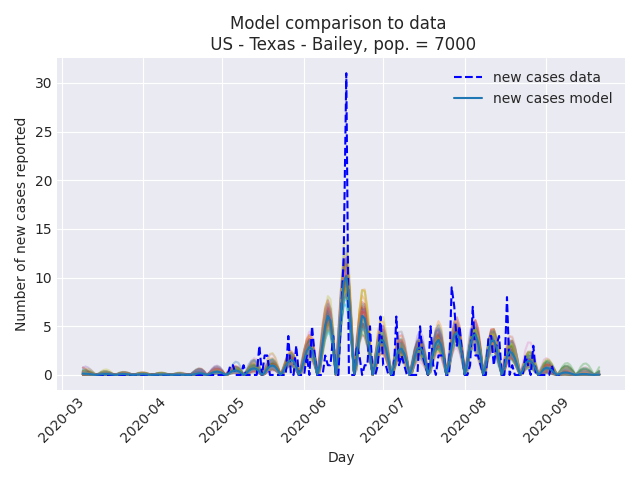 Model comparison to data
US - Texas - Bailey, pop. = 7000
new cases data
new cases model
Number of new cases reported
30
25
20
15
10
5
0
2020-03
2020-04
2020-05
2020-06
2020-07
2020-08
2020-09
Day